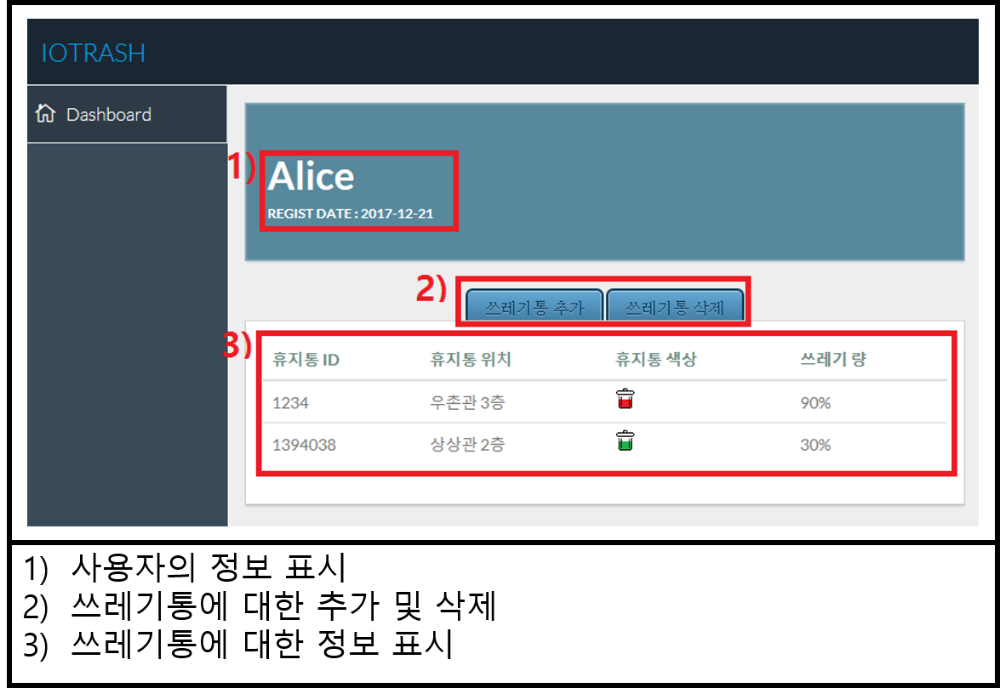 IOTRASH
Dashboard
1)
Alice
REGIST DATE : 2017-12-21
2)
쓰레기통 추가 쓰레기통 삭제
3)
휴지통 ID 휴지통 위치 휴지통 색상 쓰레기 량
1234 우촌관 3층 90%
1394038 상상관 2층 30%
1) 사용자의 정보 표시
2) 쓰레기통에 대한 추가 및 삭제
3) 쓰레기통에 대한 정보 표시